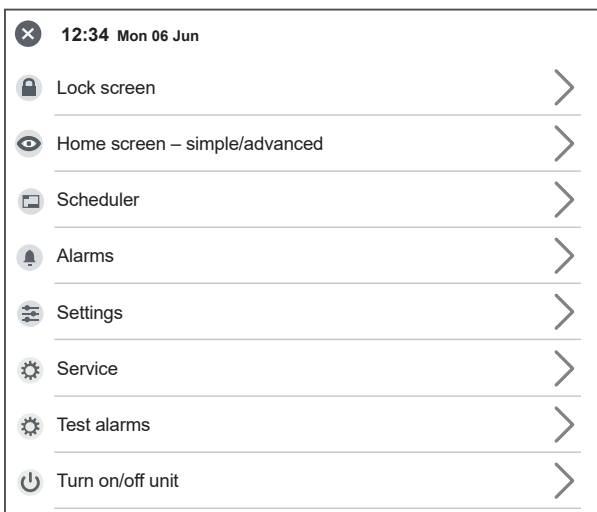 12:34 Mon 06 Jun
Lock screen
Home screen – simple/advanced
Scheduler
Alarms
Settings
Service
Test alarms
Turn on/off unit